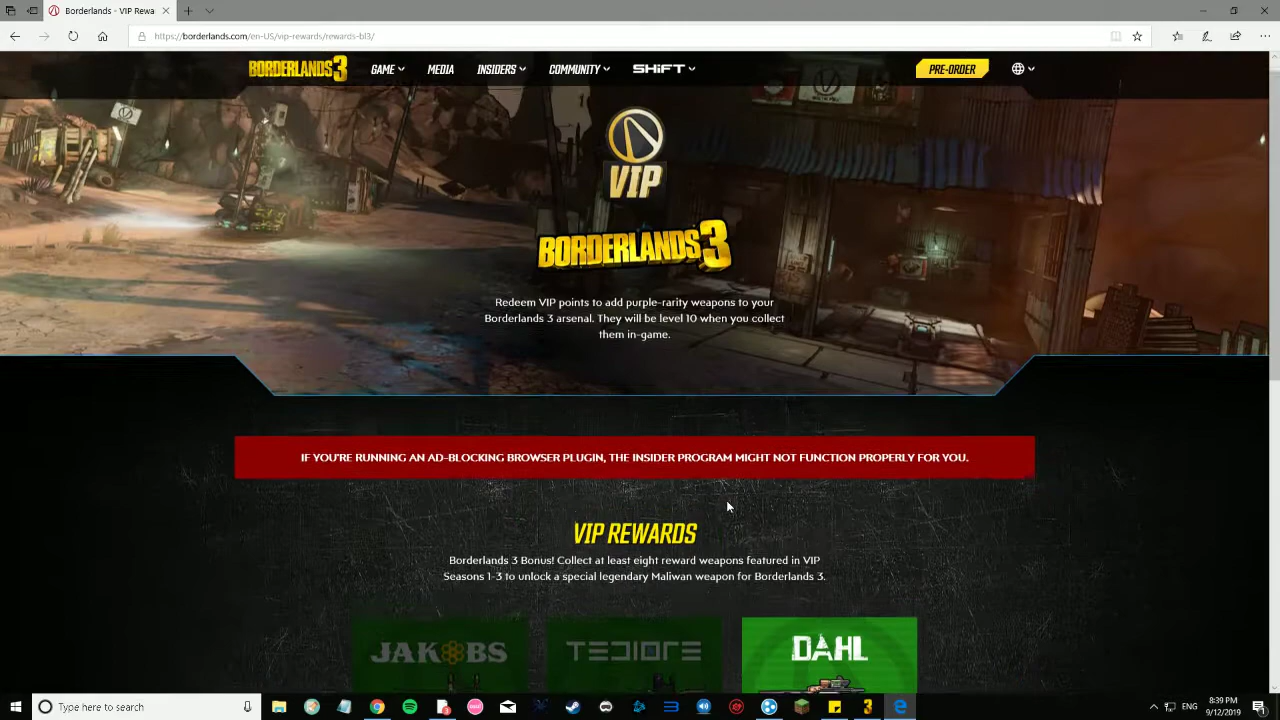 Borderlands - VIP Rewa
https://borderlands.com/en-US/vip-rewards/rewards-bl3/
BORDERLANDS 3
GAME
MEDIA
INSIDERS
COMMUNITY
SHiFT
PRE-ORDER
VIP
BORDERLANDS 3
Redeem VIP points to add purple-rarity weapons to your
Borderlands 3 arsenal. They will be level 10 when you collect
them in-game.
IF YOU'RE RUNNING AN AD-BLOCKING BROWSER PLUGIN, THE INSIDER PROGRAM MIGHT NOT FUNCTION PROPERLY FOR YOU.
VIP REWARDS
Borderlands 3 Bonus! Collect at least eight reward weapons featured in VIP
Seasons 1-3 to unlock a special legendary Maliwan weapon for Borderlands 3.
JAKOBS
TEDIORE
DAHL
Type here to search
ENG
8:39 PM
9/12/2019